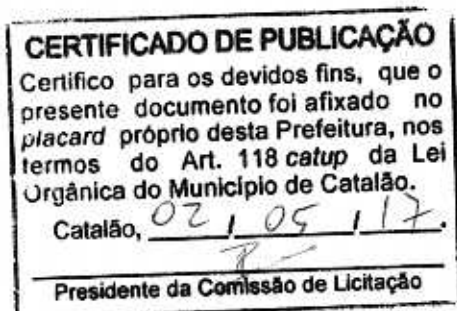 CERTIFICADO DE PUBLICAÇÃO
Certifico para os devidos fins, que o
presente documento foi afixado no
placard próprio desta Prefeitura, nos
termos do Art. 118 catup da Lei
Orgânica do Município de Catalão.
Catalão, 02 / 05 / 17.
Presidente da Comissão de Licitação